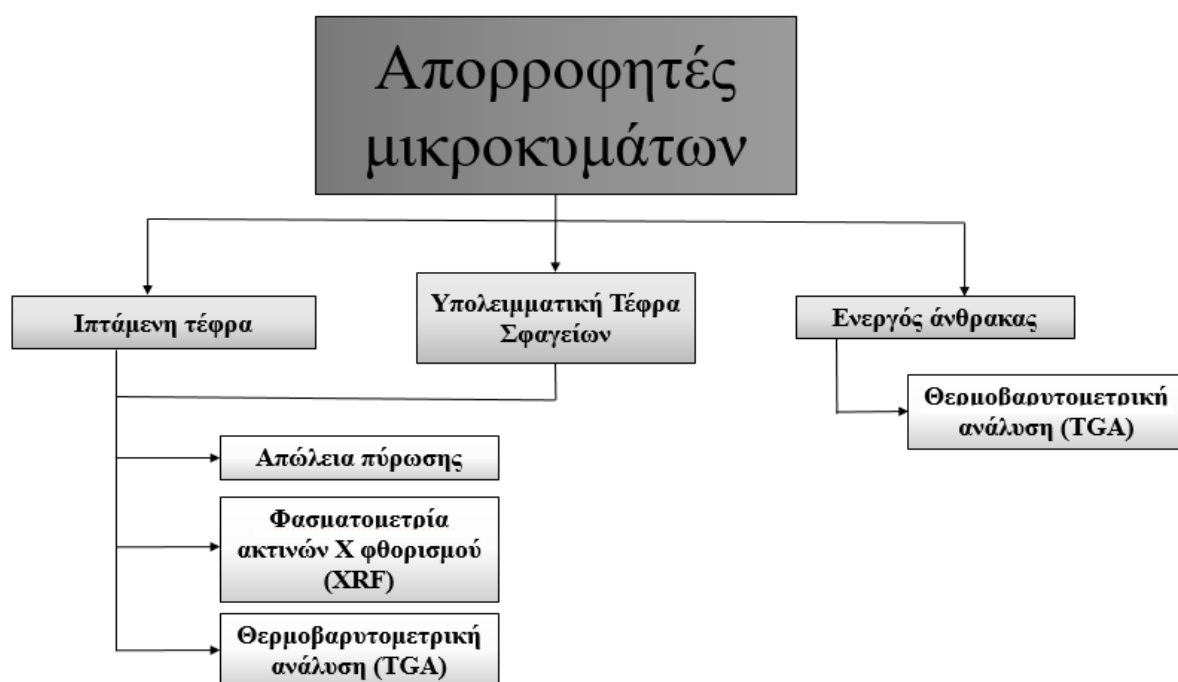 Απορροφητές
μικροκυμάτων
Ιπτάμενη τέφρα
Υπολειμματική Τέφρα
Σφαγείων
Ενεργός άνθρακας
Θερμοβαρυτομετρική
ανάλυση (TGA)
Απώλεια πύρωσης
Φασματομετρία
ακτινών Χ φθορισμού
(XRF)
Θερμοβαρυτομετρική
ανάλυση (TGA)